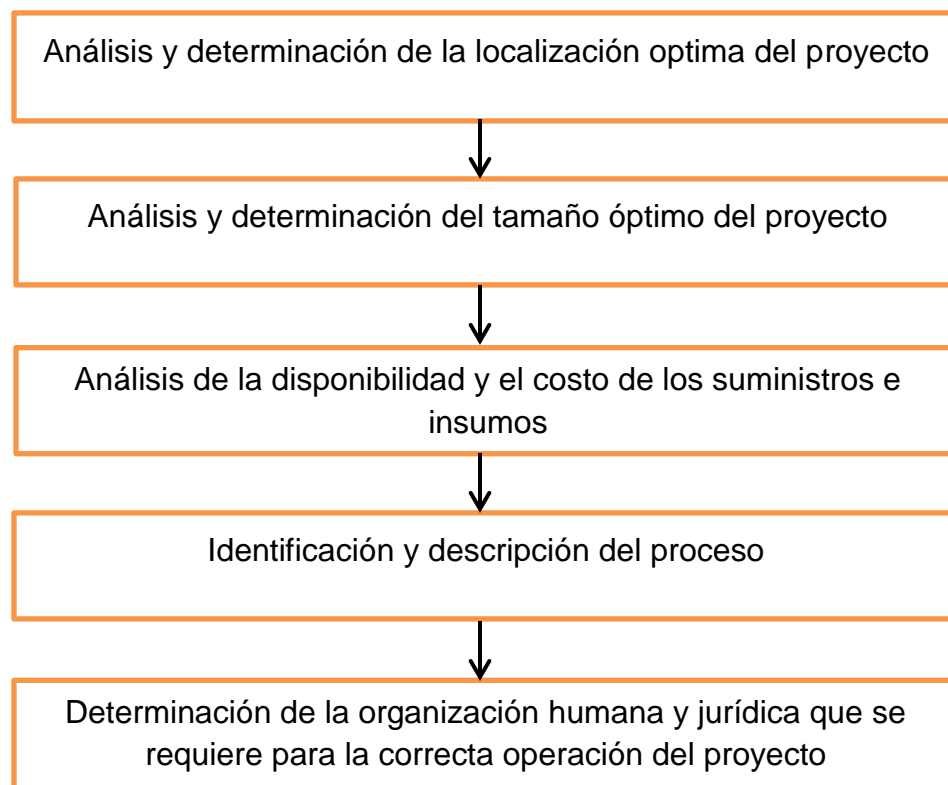 Análisis y determinación de la localización optima del proyecto
Análisis y determinación del tamaño óptimo del proyecto
Análisis de la disponibilidad y el costo de los suministros e
insumos
Identificación y descripción del proceso
Determinación de la organización humana y jurídica que se
requiere para la correcta operación del proyecto